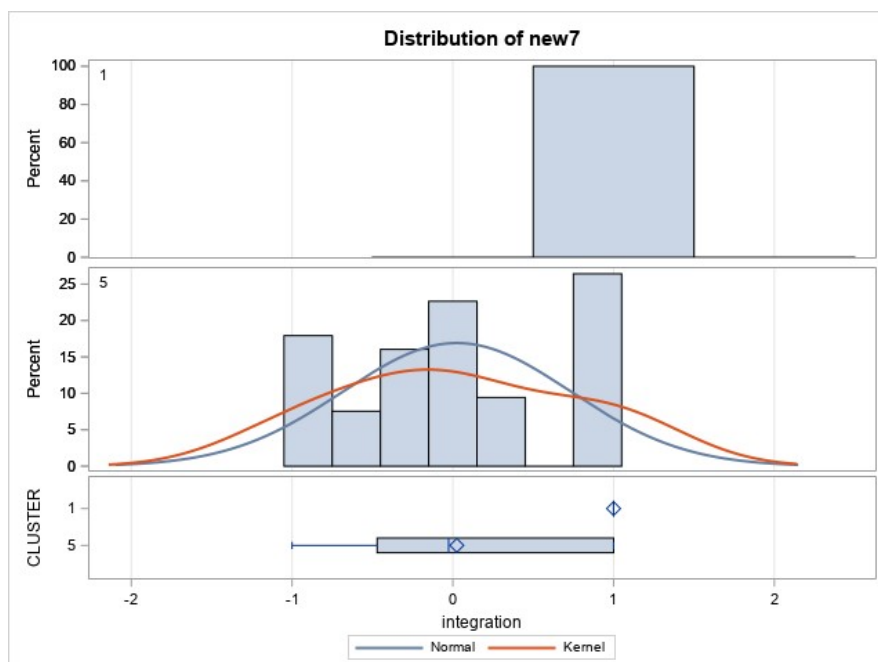 Distribution of new7
100
80
60
40
20
0
Percent
1
25
20
15
10
5
0
Percent
5
CLUSTER
1
5
-2 -1 0 1 2
integration
Normal Kernel